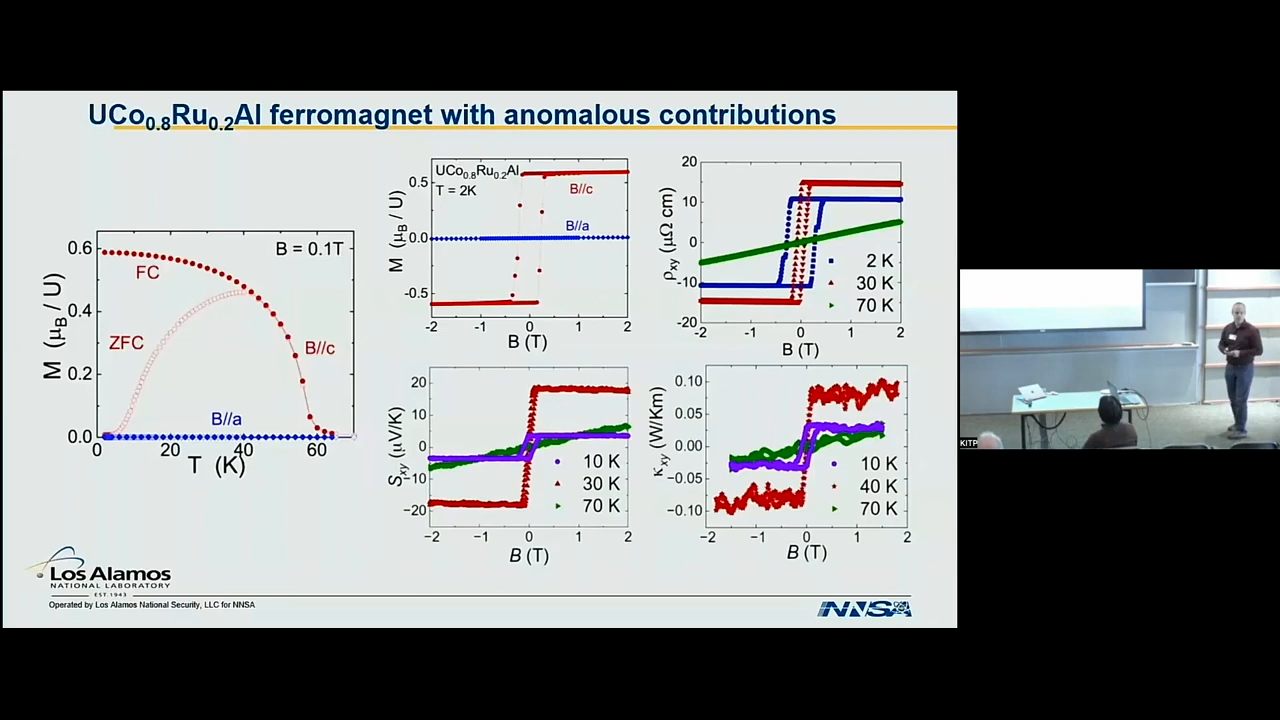 UCo0.8Ru0.2Al ferromagnet with anomalous contributions
M (μB / U)
0.6
0.4
0.2
0.0
B = 0.1T
FC
ZFC
B//c
B//a
0
20
40
60
T (K)
M (μB / U)
0.5
0.0
-0.5
UCo0.8Ru0.2Al
T = 2K
B//c
B//a
-2
-1
0
1
2
B (T)
ρxy (μΩ cm)
20
10
0
-10
-20
2 K
30 K
70 K
-2
-1
0
1
2
B (T)
Sxy (μV/K)
20
10
0
−10
−20
10 K
30 K
70 K
−2
−1
0
1
2
B (T)
κxy (W/Km)
0.10
0.05
0.00
−0.05
−0.10
10 K
40 K
70 K
−2
−1
0
1
2
B (T)
Los Alamos
NATIONAL LABORATORY
EST. 1943
Operated by Los Alamos National Security, LLC for NNSA
NNSA
KITP